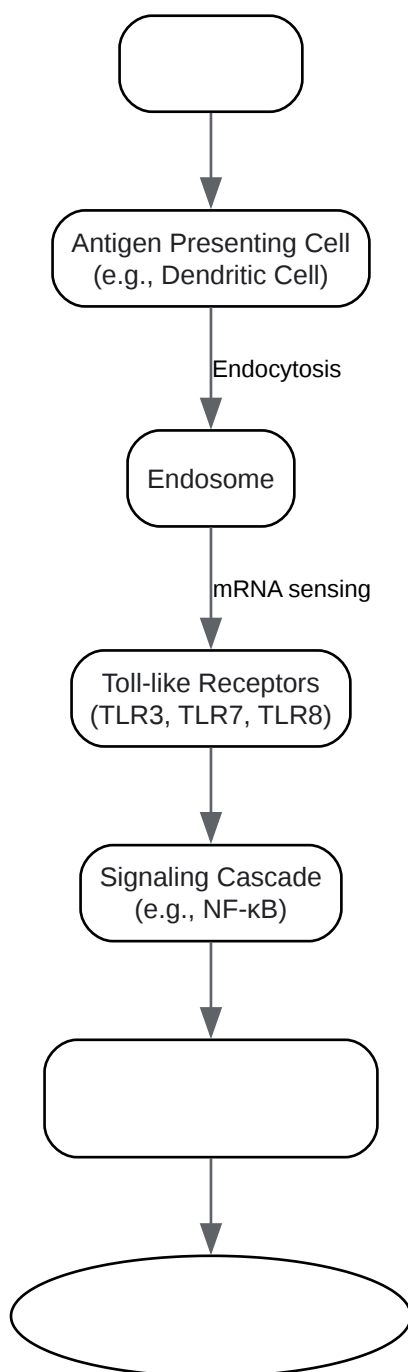 Antigen Presenting Cell
(e.g., Dendritic Cell)
Endocytosis
Endosome
mRNA sensing
Toll-like Receptors
(TLR3, TLR7, TLR8)
Signaling Cascade
(e.g., NF-κB)